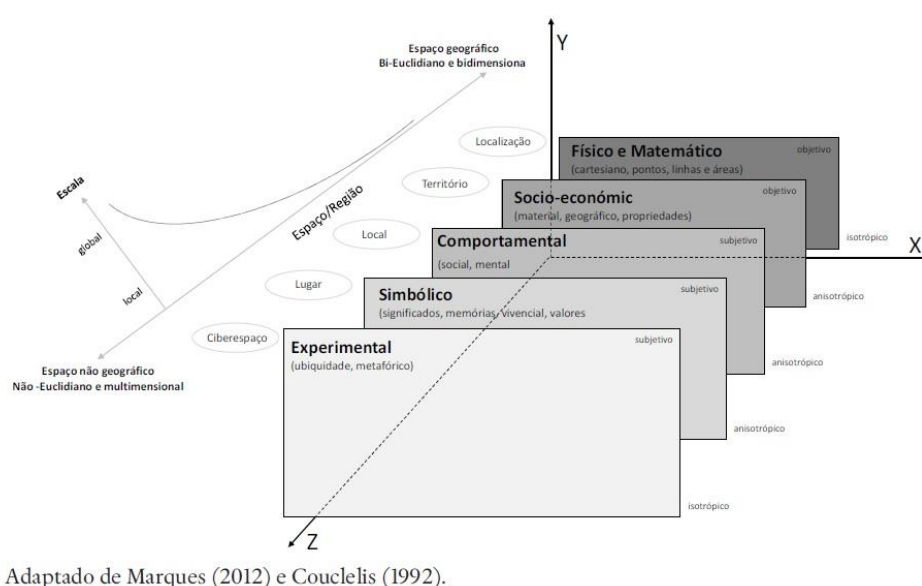 Espaço geográfico
Bi-Euclidiano e bidimensiona
Y
Localização
Físico e Matemático
objetivo
(cartesiano, pontos, linhas e áreas)
Escala
Território
Socio-económic
objetivo
(material, geográfico, propriedades)
Espaço/Região
global
Local
Comportamental
subjetivo
isotrópico
X
(social, mental
local
Lugar
Simbólico
subjetivo
anisotrópico
(significados, memórias, vivencial, valores
Ciberespaço
Experimental
subjetivo
(ubiquidade, metafórico)
Espaço não geográfico
Não -Euclidiano e multimensional
anisotrópico
anisotrópico
isotrópico
Z
Adaptado de Marques (2012) e Couclelis (1992).